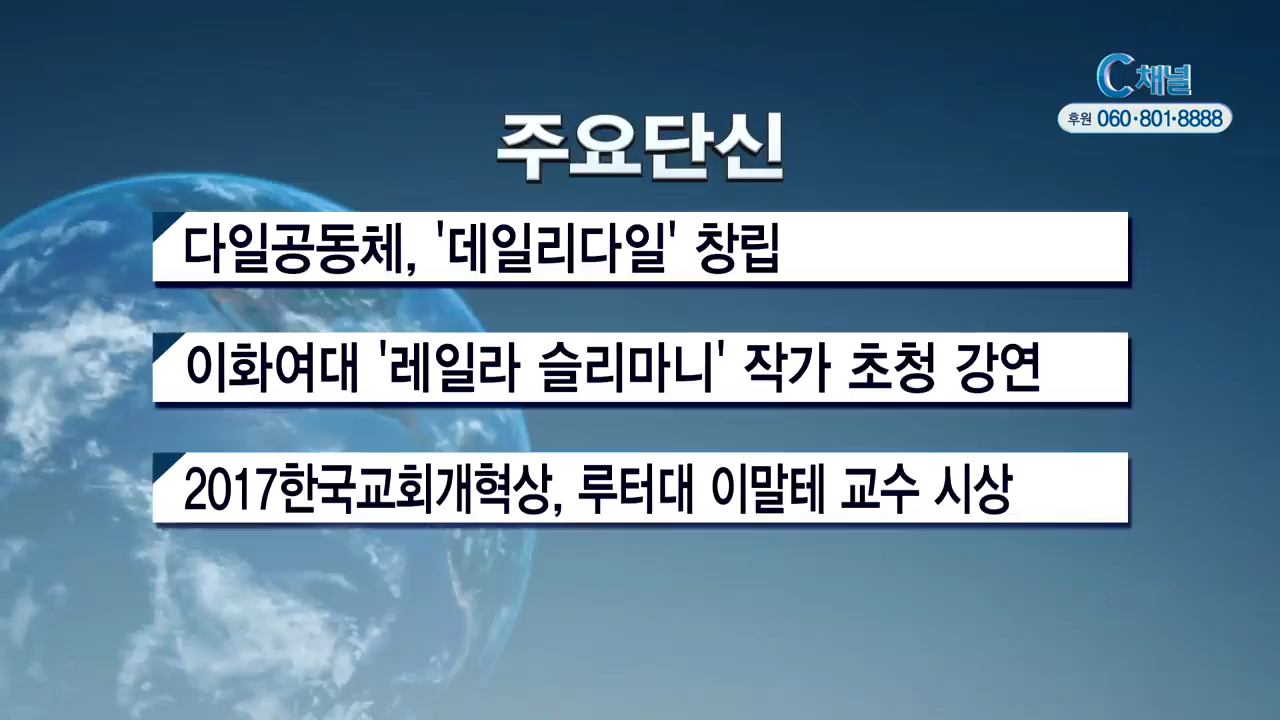 C채널
후원 060·801·8888
주요단신
다일공동체, '데일리다일' 창립
이화여대 '레일라 슬리마니' 작가 초청 강연
2017한국교회개혁상, 루터대 이말테 교수 시상